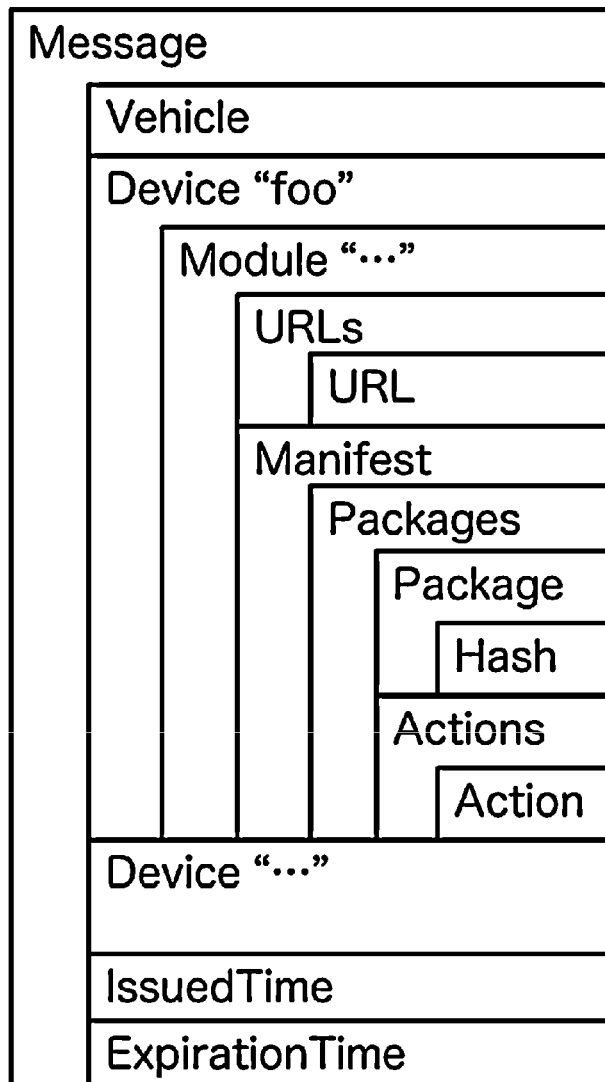 Message
Vehicle
Device “foo”
Module “…”
URLs
URL
Manifest
Packages
Package
Hash
Actions
Action
Device “…”
IssuedTime
ExpirationTime